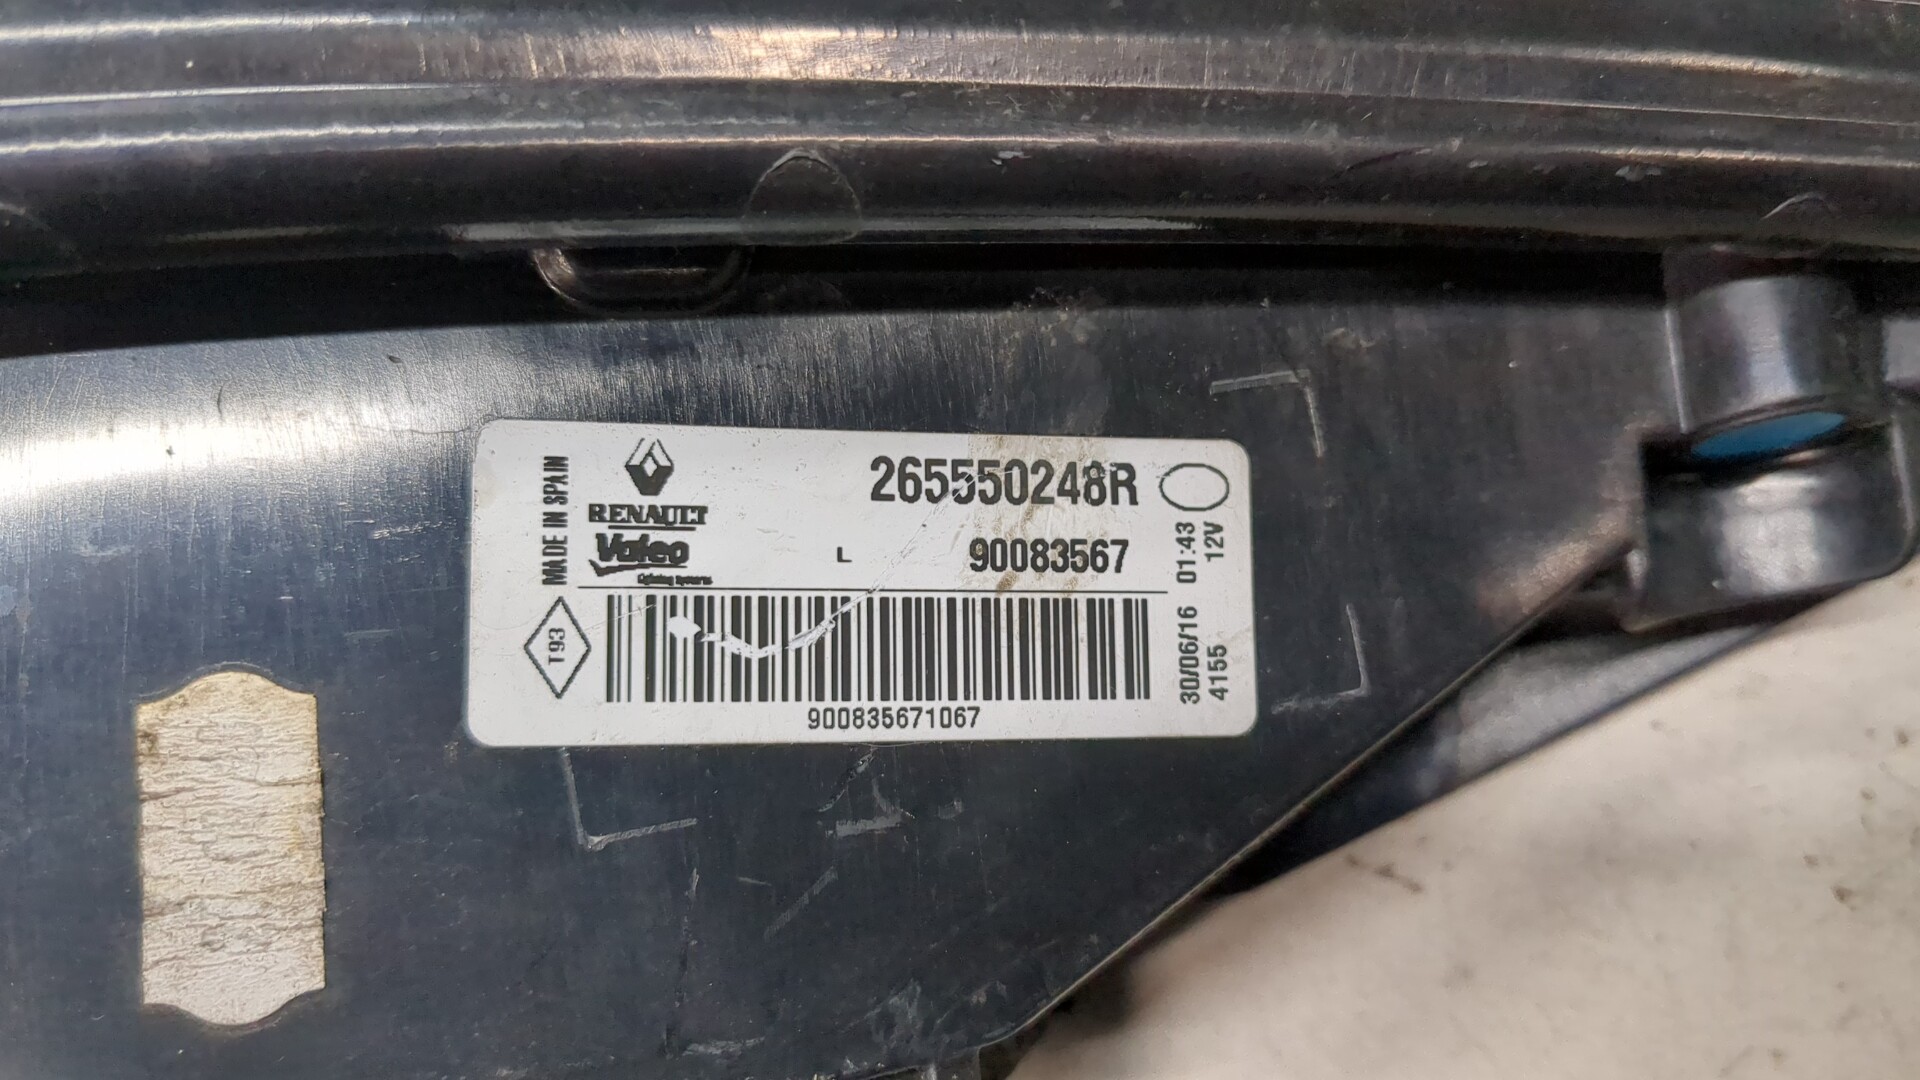 MADE IN SPAIN
RENAULT
Valeo
Lighting Systems
265550248R
L
90083567
T93
900835671067
30/06/16 01:43
4155 12V